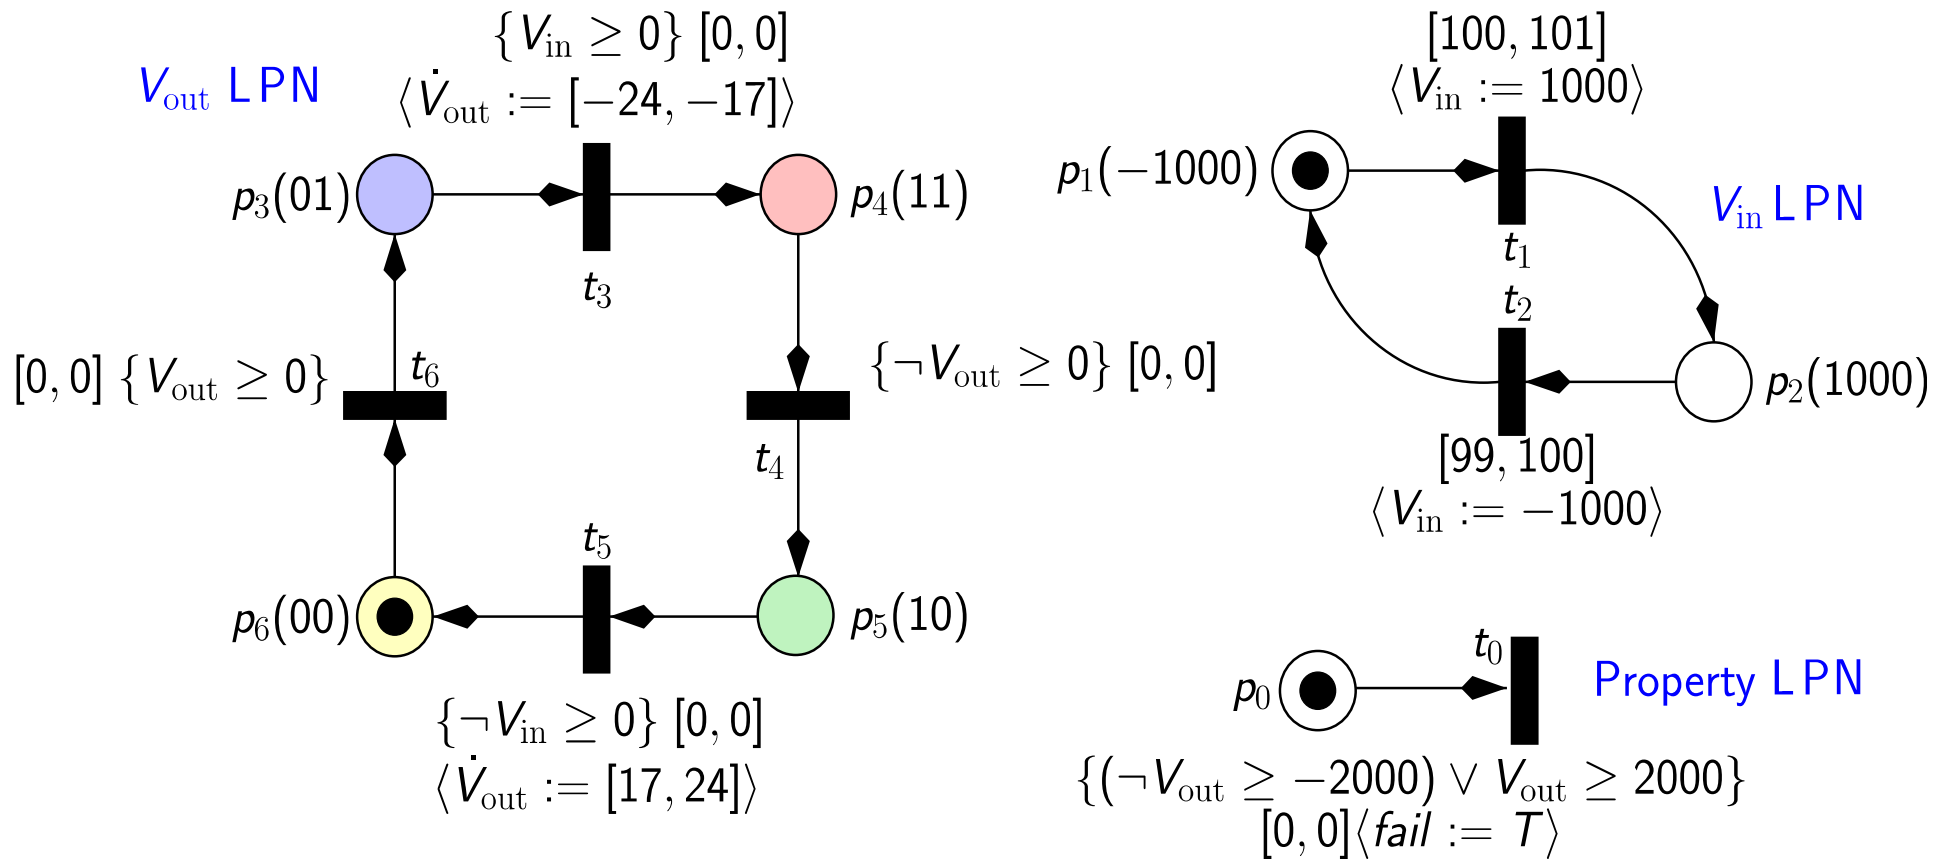 V_out LPN
{V_in ≥ 0} [0, 0]
⟨V̇_out := [−24, −17]⟩
p₃(01)
t₃
p₄(11)
[0, 0] {V_out ≥ 0}
t₆
{¬V_out ≥ 0} [0, 0]
t₄
p₆(00)
t₅
p₅(10)
{¬V_in ≥ 0} [0, 0]
⟨V̇_out := [17, 24]⟩
[100, 101]
⟨V_in := 1000⟩
p₁(−1000)
t₁
V_in LPN
t₂
p₂(1000)
[99, 100]
⟨V_in := −1000⟩
p₀
t₀
Property LPN
{(¬V_out ≥ −2000) ∨ V_out ≥ 2000}
[0, 0]⟨fail := T⟩